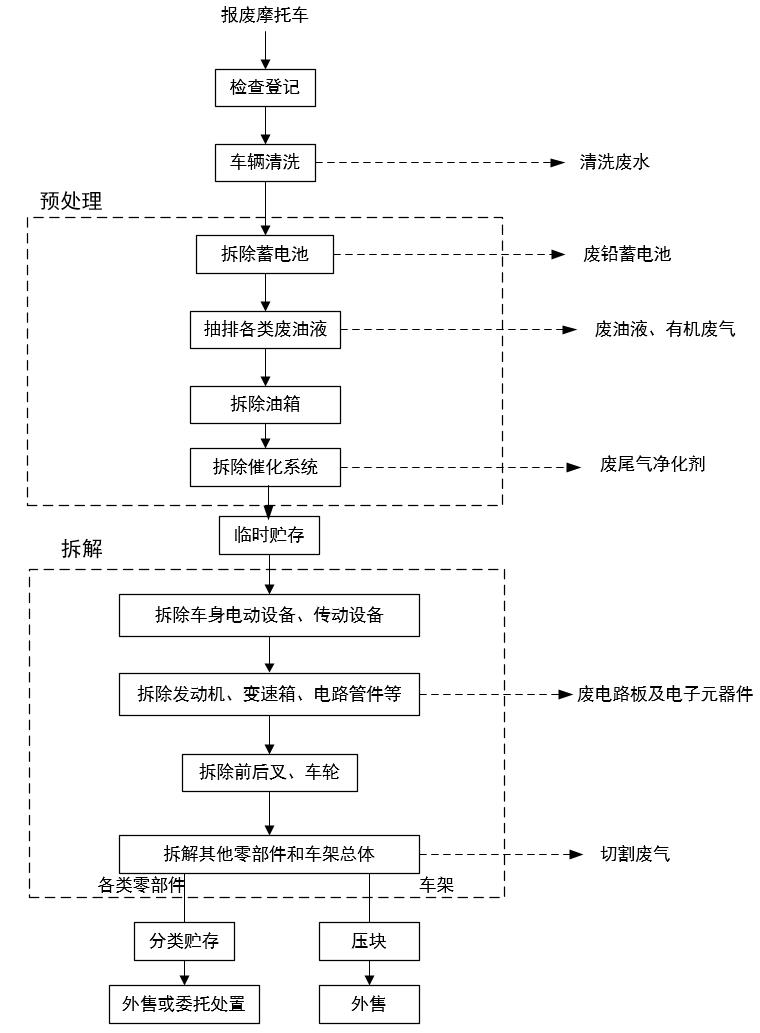 报废摩托车
检查登记
车辆清洗
清洗废水
预处理
拆除蓄电池
废铅蓄电池
抽排各类废油液
废油液、有机废气
拆除油箱
拆除催化系统
废尾气净化剂
临时贮存
拆解
拆除车身电动设备、传动设备
拆除发动机、变速箱、电路管件等
废电路板及电子元器件
拆除前后叉、车轮
拆解其他零部件和车架总体
切割废气
各类零部件
车架
分类贮存
压块
外售或委托处置
外售